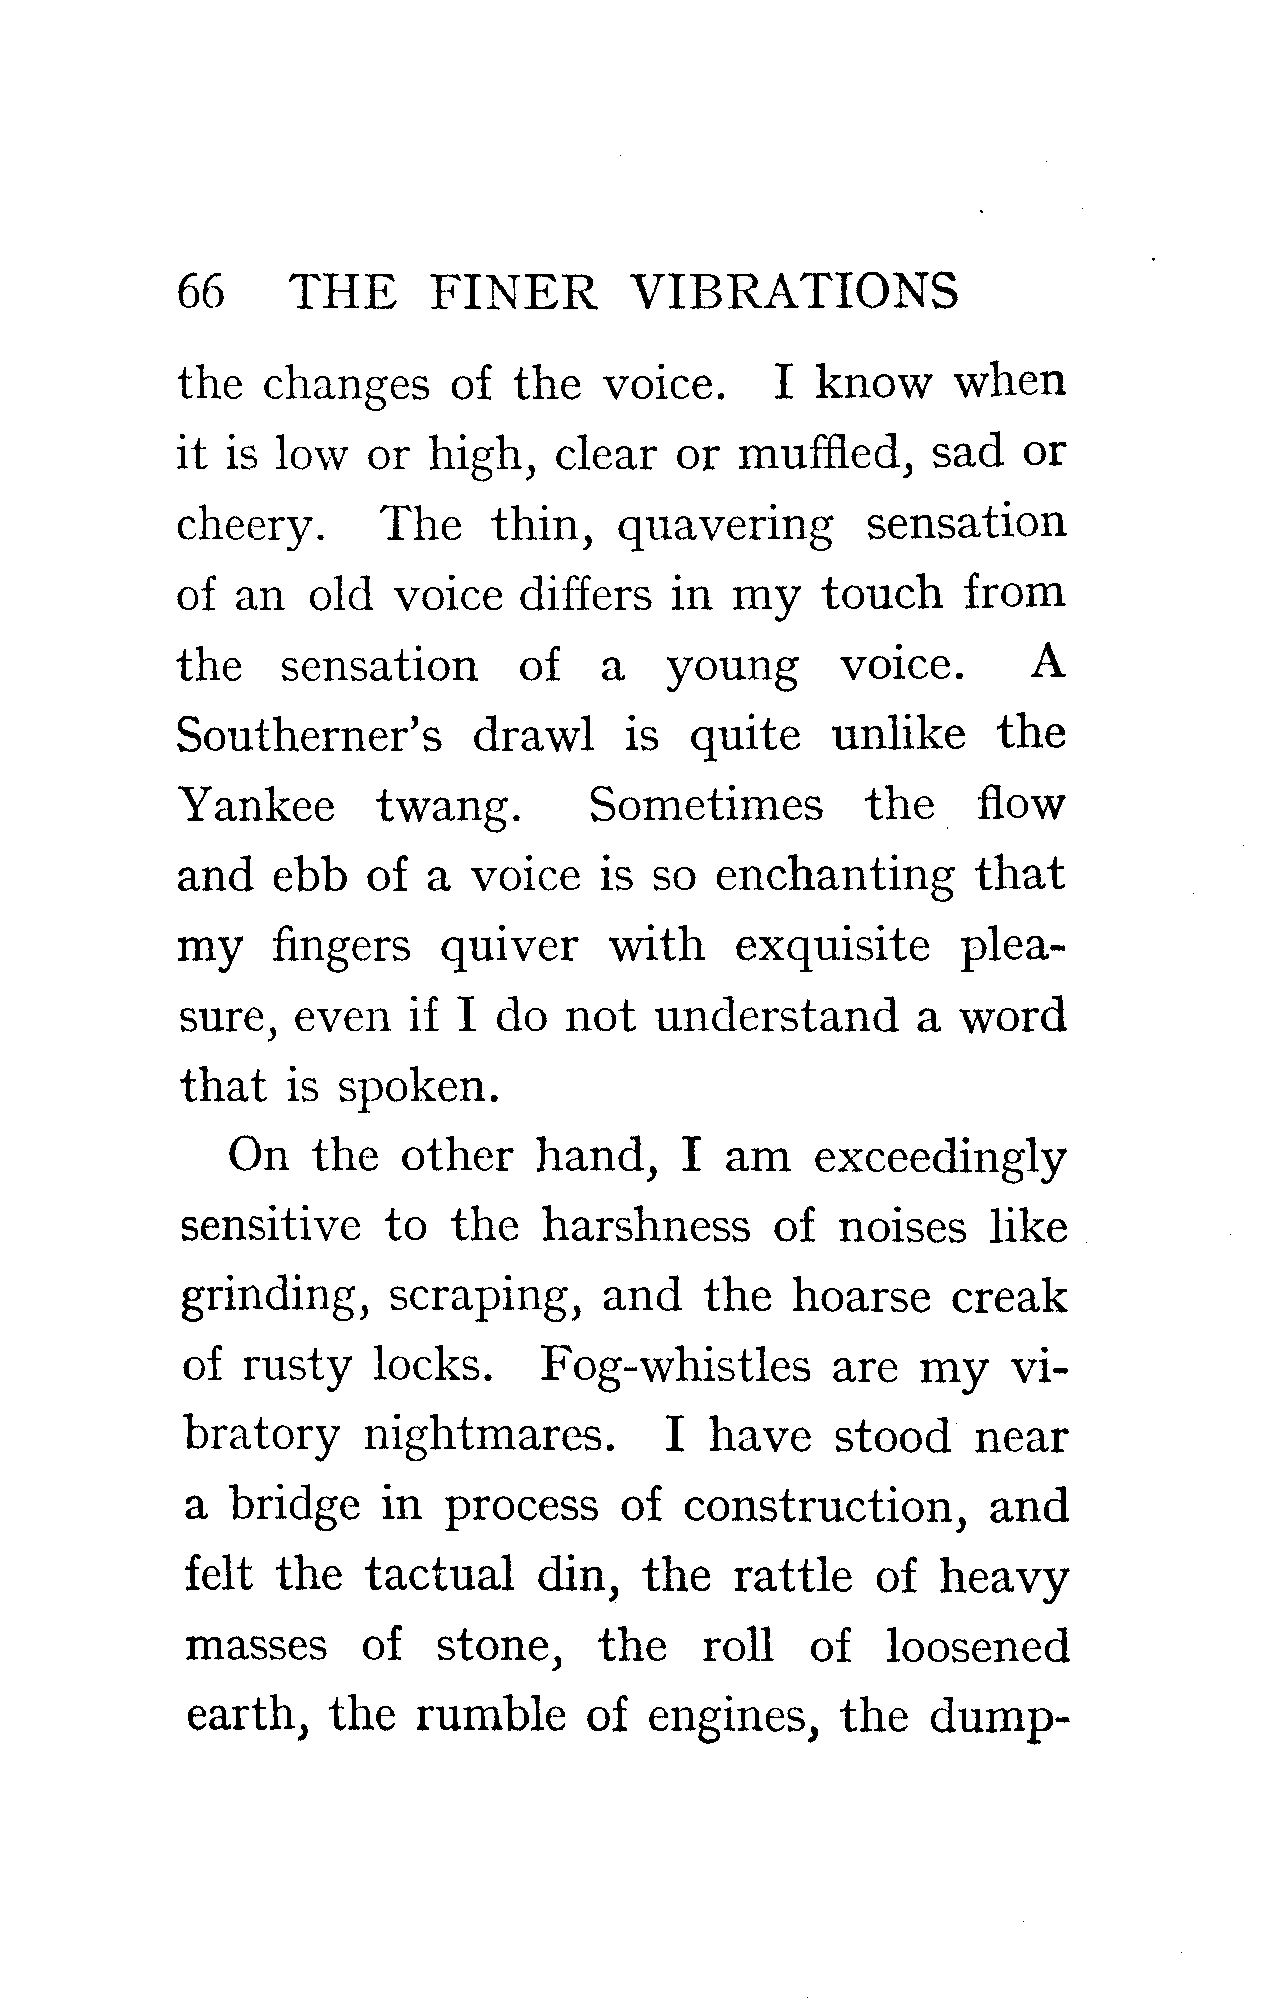 66 THE FINER VIBRATIONS
the changes of the voice. I know when
it is low or high, clear or muffled, sad or
cheery. The thin, quavering sensation
of an old voice differs in my touch from
the sensation of a young voice. A
Southerner's drawl is quite unlike the
Yankee twang. Sometimes the flow
and ebb of a voice is so enchanting that
my fingers quiver with exquisite plea-
sure, even if I do not understand a word
that is spoken.
On the other hand, I am exceedingly
sensitive to the harshness of noises like
grinding, scraping, and the hoarse creak
of rusty locks. Fog-whistles are my vi-
bratory nightmares. I have stood near
a bridge in process of construction, and
felt the tactual din, the rattle of heavy
masses of stone, the roll of loosened
earth, the rumble of engines, the dump-